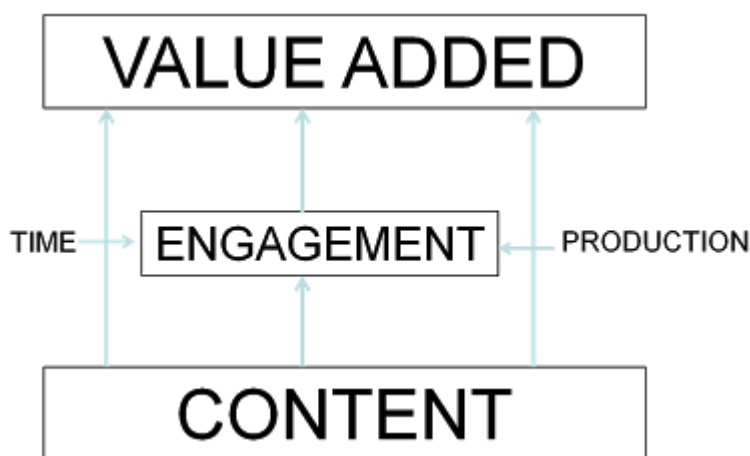 VALUE ADDED
TIME
ENGAGEMENT
PRODUCTION
CONTENT